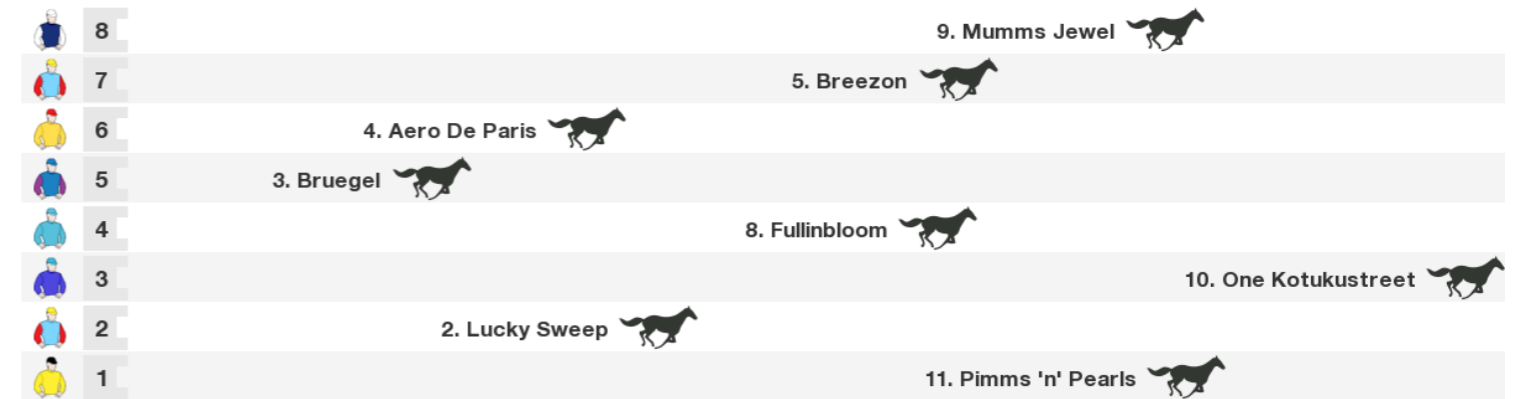 8 9. Mumms Jewel
7 5. Breezon
6 4. Aero De Paris
5 3. Bruegel
4 8. Fullinbloom
3 10. One Kotukustreet
2 2. Lucky Sweep
1 11. Pimms 'n' Pearls